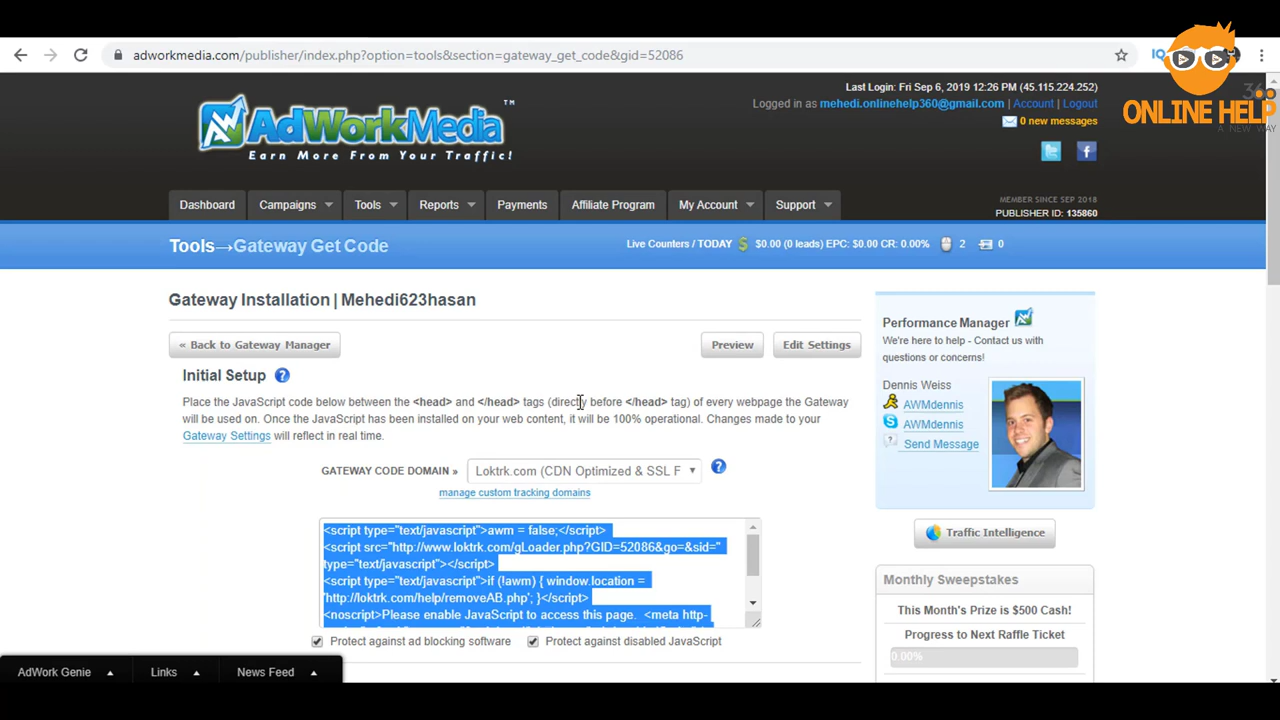 adworkmedia.com/publisher/index.php?option=tools&section=gateway_get_code&gid=52086
ONLINE HELP
A NEW WAY
Last Login: Fri Sep 6, 2019 12:26 PM (45.115.224.252)
Logged in as mehedi.onlinehelp360@gmail.com | Account | Logout
0 new messages
AdWorkMedia™
Earn More From Your Traffic!
Dashboard Campaigns Tools Reports Payments Affiliate Program My Account Support
MEMBER SINCE SEP 2018
PUBLISHER ID: 135860
Tools→Gateway Get Code
Live Counters / TODAY $ $0.00 (0 leads) EPC: $0.00 CR: 0.00% 2 0
Gateway Installation | Mehedi623hasan
« Back to Gateway Manager Preview Edit Settings
Initial Setup ?
Place the JavaScript code below between the <head> and </head> tags (directly before </head> tag) of every webpage the Gateway
will be used on. Once the JavaScript has been installed on your web content, it will be 100% operational. Changes made to your
Gateway Settings will reflect in real time.
GATEWAY CODE DOMAIN » Loktrk.com (CDN Optimized & SSL F ?
manage custom tracking domains
<script type="text/javascript">awm = false;</script>
<script src="http://www.loktrk.com/gLoader.php?GID=52086&go=&sid="
type="text/javascript"></script>
<script type="text/javascript">if (!awm) { window.location =
'http://loktrk.com/help/removeAB.php'; }</script>
<noscript>Please enable JavaScript to access this page. <meta http-
Protect against ad blocking software Protect against disabled JavaScript
Performance Manager
We're here to help - Contact us with
questions or concerns!
Dennis Weiss
AWMdennis
AWMdennis
Send Message
Traffic Intelligence
Monthly Sweepstakes
This Month's Prize is $500 Cash!
Progress to Next Raffle Ticket
0.00%
AdWork Genie Links News Feed